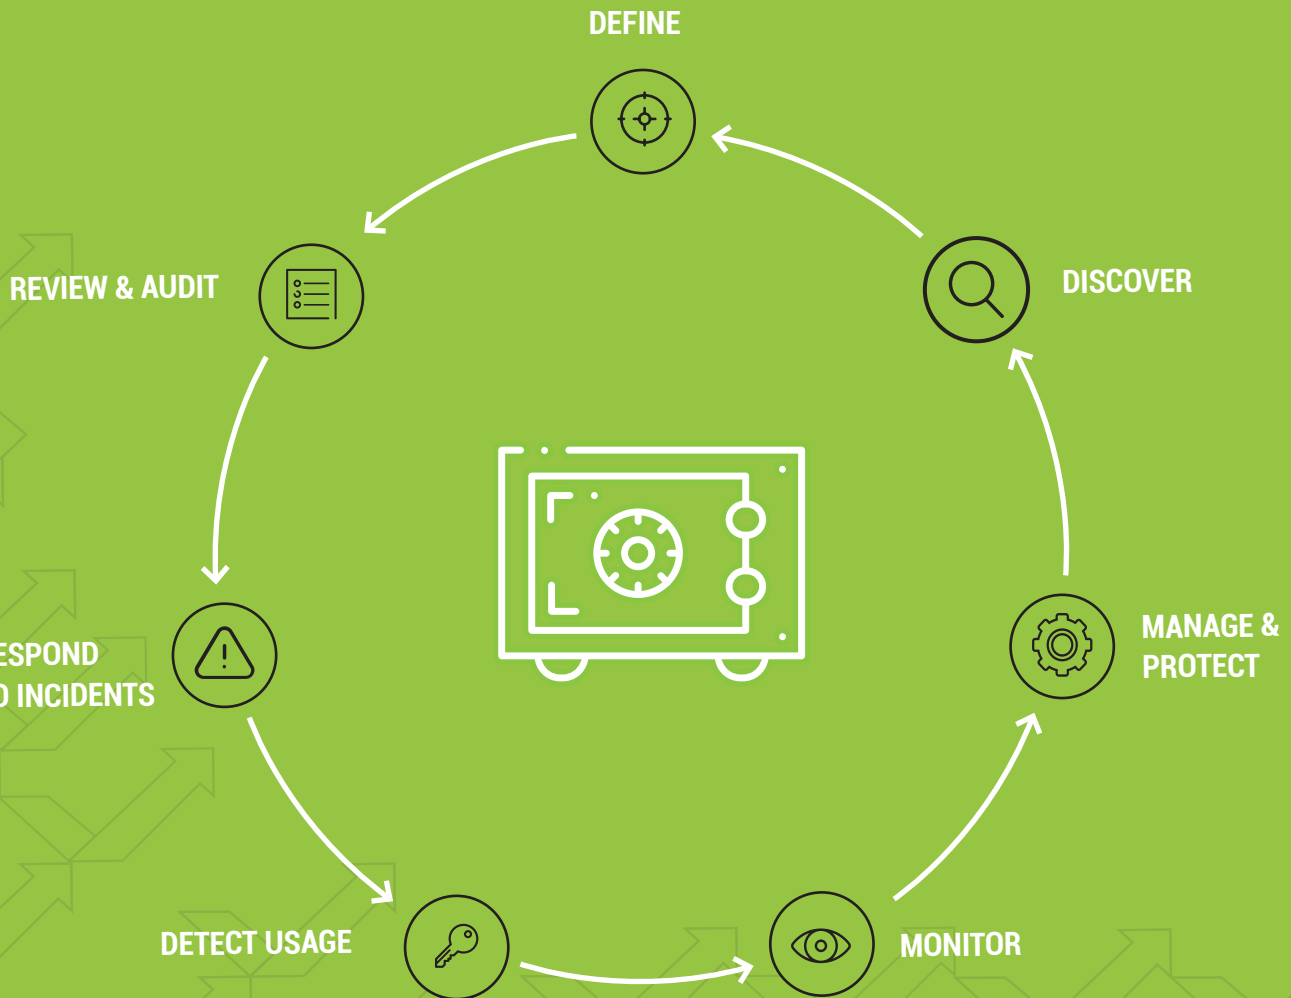 DEFINE
REVIEW & AUDIT
DISCOVER
ESPOND
O INCIDENTS
MANAGE &
PROTECT
DETECT USAGE
MONITOR